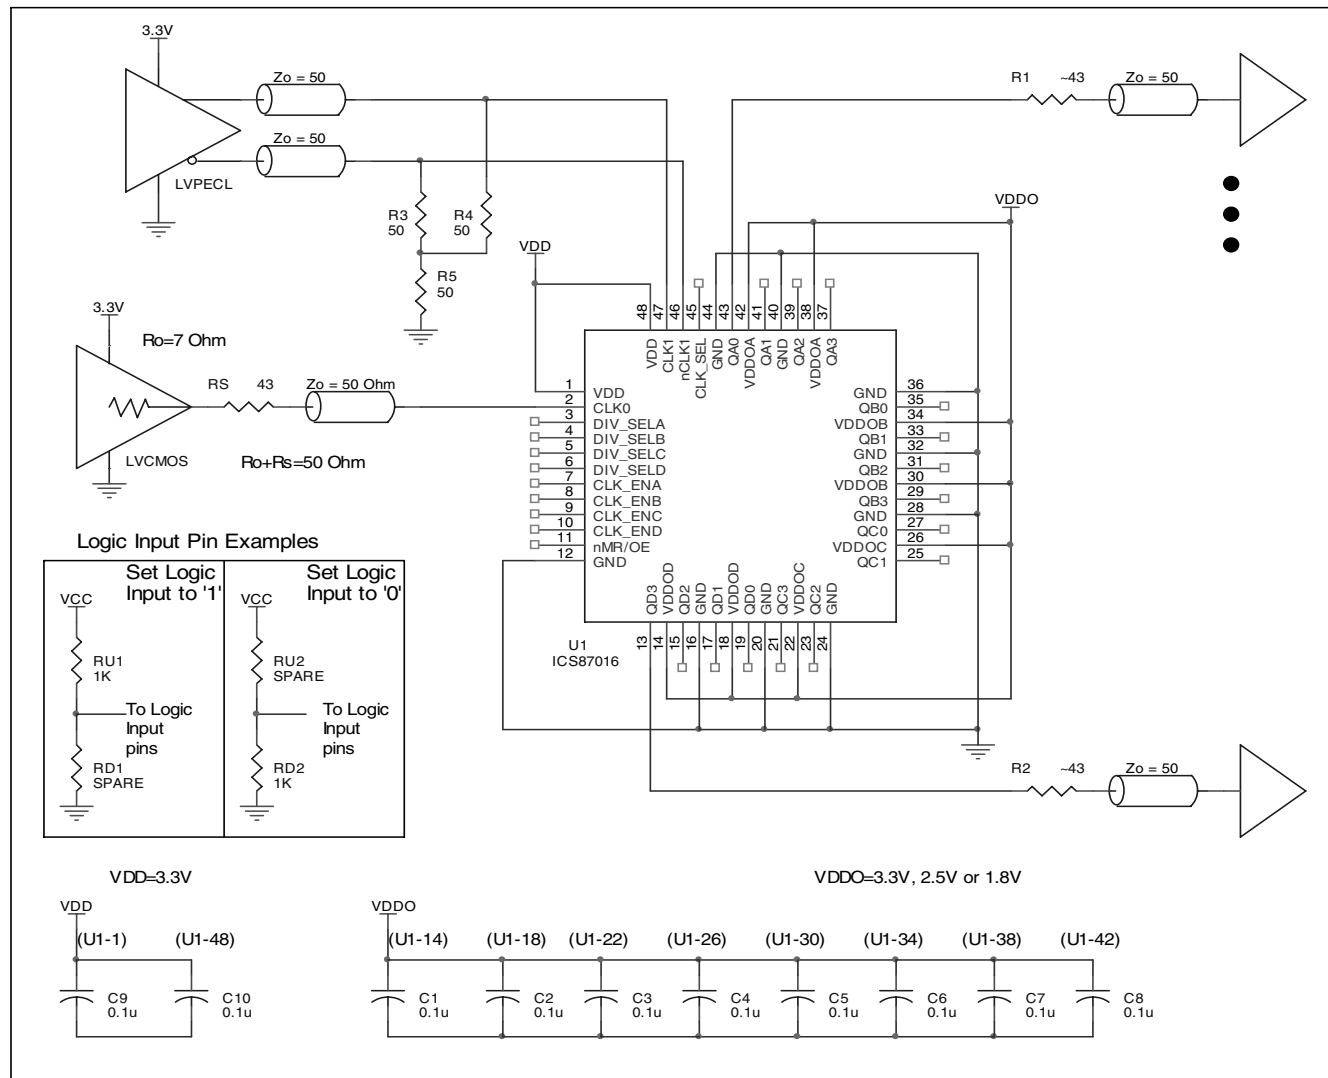 3.3V
Zo = 50
Zo = 50
LVPECL
R3
50
R4
50
R5
50
VDD
R1 ~43 Zo = 50
VDDO
3.3V
Ro=7 Ohm
RS 43 Zo = 50 Ohm
LVCMOS
Ro+Rs=50 Ohm
48 47 46 45 44 43 42 41 40 39 38 37
VDD CLK1 nCLK1 CLK_SEL GND QA0 VDDOA QA1 GND QA2 VDDOA QA3
1 VDD
2 CLK0
3 DIV_SELA
4 DIV_SELB
5 DIV_SELC
6 DIV_SELD
7 CLK_ENA
8 CLK_ENB
9 CLK_ENC
10 CLK_END
11 nMR/OE
12 GND
GND 36
QB0 35
VDDOB 34
QB1 33
GND 32
QB2 31
VDDOB 30
QB3 29
GND 28
QC0 27
VDDOC 26
QC1 25
QD3 VDDOD QD2 GND QD1 VDDOD QD0 GND QC3 VDDOC QC2 GND
13 14 15 16 17 18 19 20 21 22 23 24
U1
ICS87016
R2 ~43 Zo = 50
Logic Input Pin Examples
Set Logic
Input to '1'
VCC
RU1
1K
To Logic
Input
pins
RD1
SPARE
Set Logic
Input to '0'
VCC
RU2
SPARE
To Logic
Input
pins
RD2
1K
VDD=3.3V
VDD
(U1-1) (U1-48)
C9
0.1u
C10
0.1u
VDDO=3.3V, 2.5V or 1.8V
VDDO
(U1-14) (U1-18) (U1-22) (U1-26) (U1-30) (U1-34) (U1-38) (U1-42)
C1
0.1u
C2
0.1u
C3
0.1u
C4
0.1u
C5
0.1u
C6
0.1u
C7
0.1u
C8
0.1u